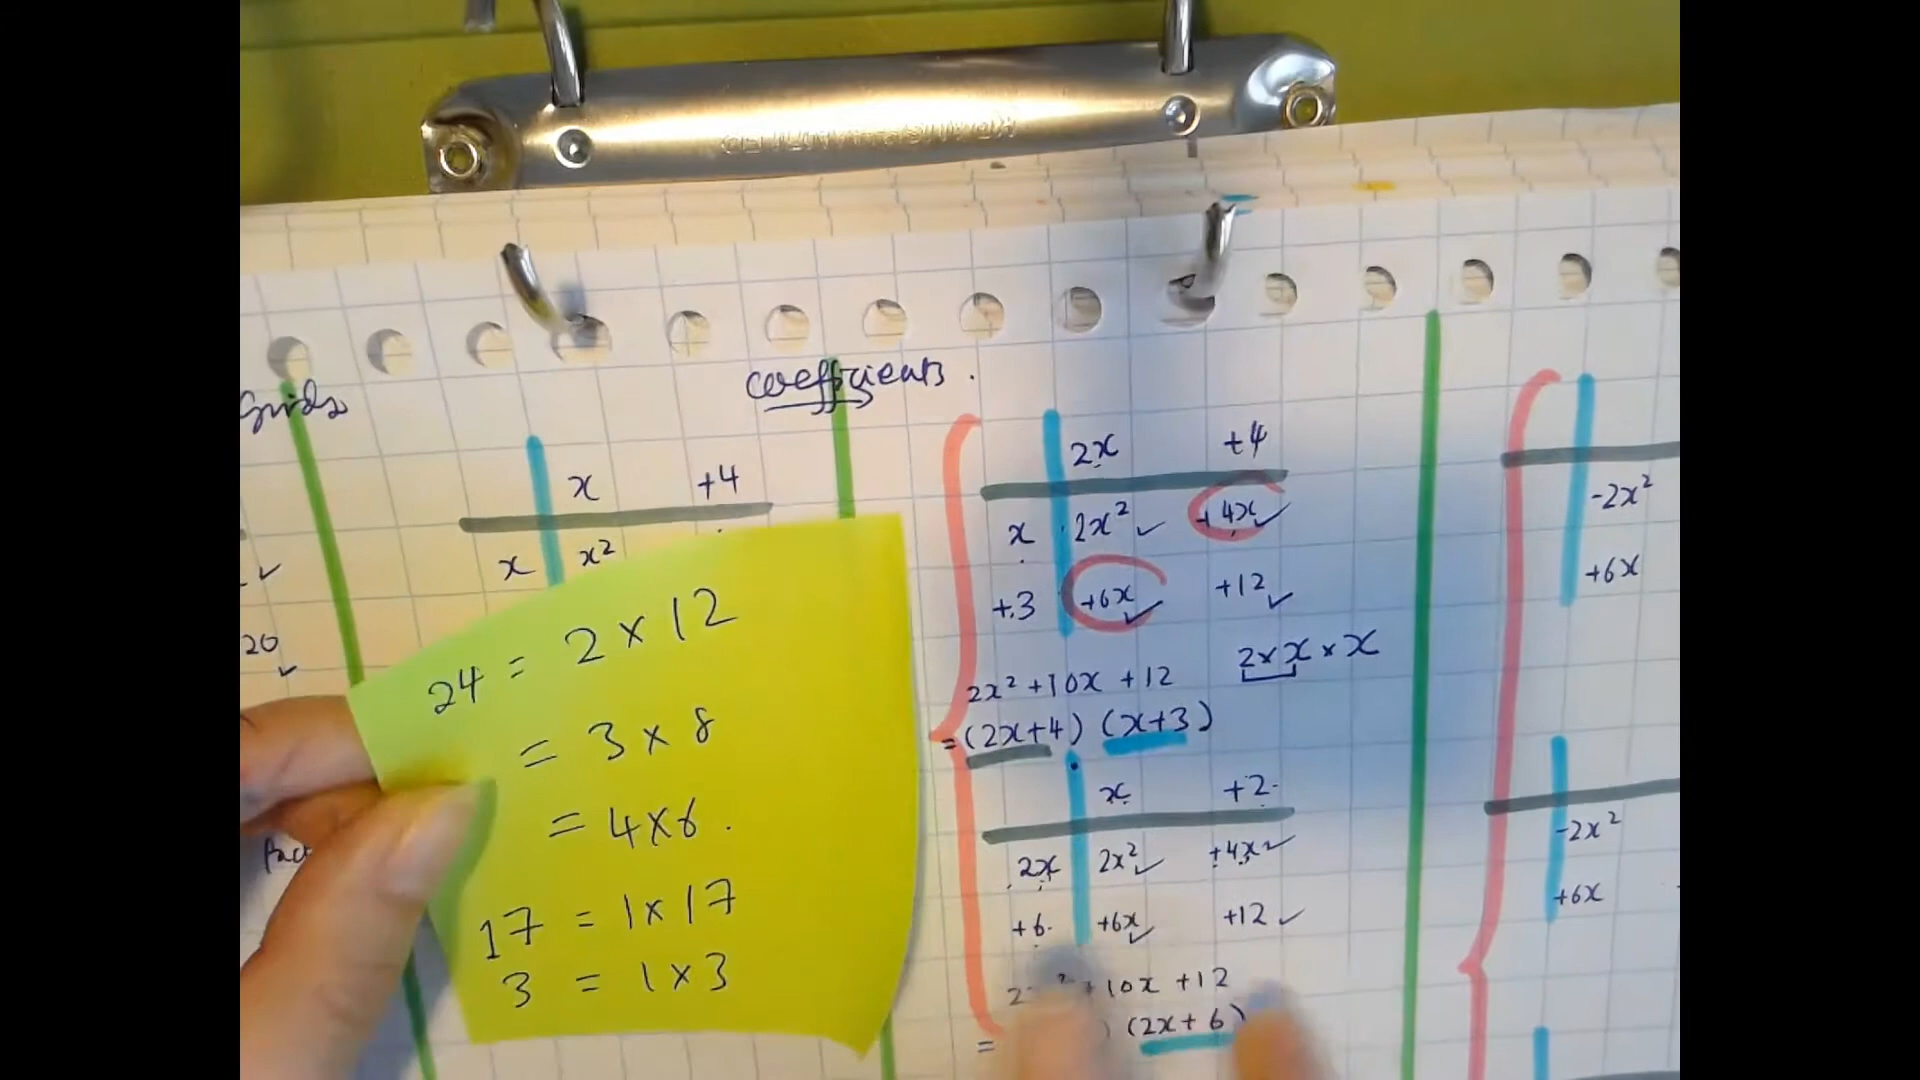 Grids
coefficients.
x +4
x x²
20
24 = 2 × 12
= 3 × 8
= 4 × 6.
17 = 1 × 17
3 = 1 × 3
2x +4
x 2x² ✓ +4x ✓
+3 +6x ✓ +12 ✓
2x² +10x +12 2 × x × x
= (2x+4) (x+3)
x +2
2x 2x² ✓ +4x ✓
+6 +6x ✓ +12 ✓
+10x +12
= ) (2x+6)
-2x²
+6x
-2x²
+6x